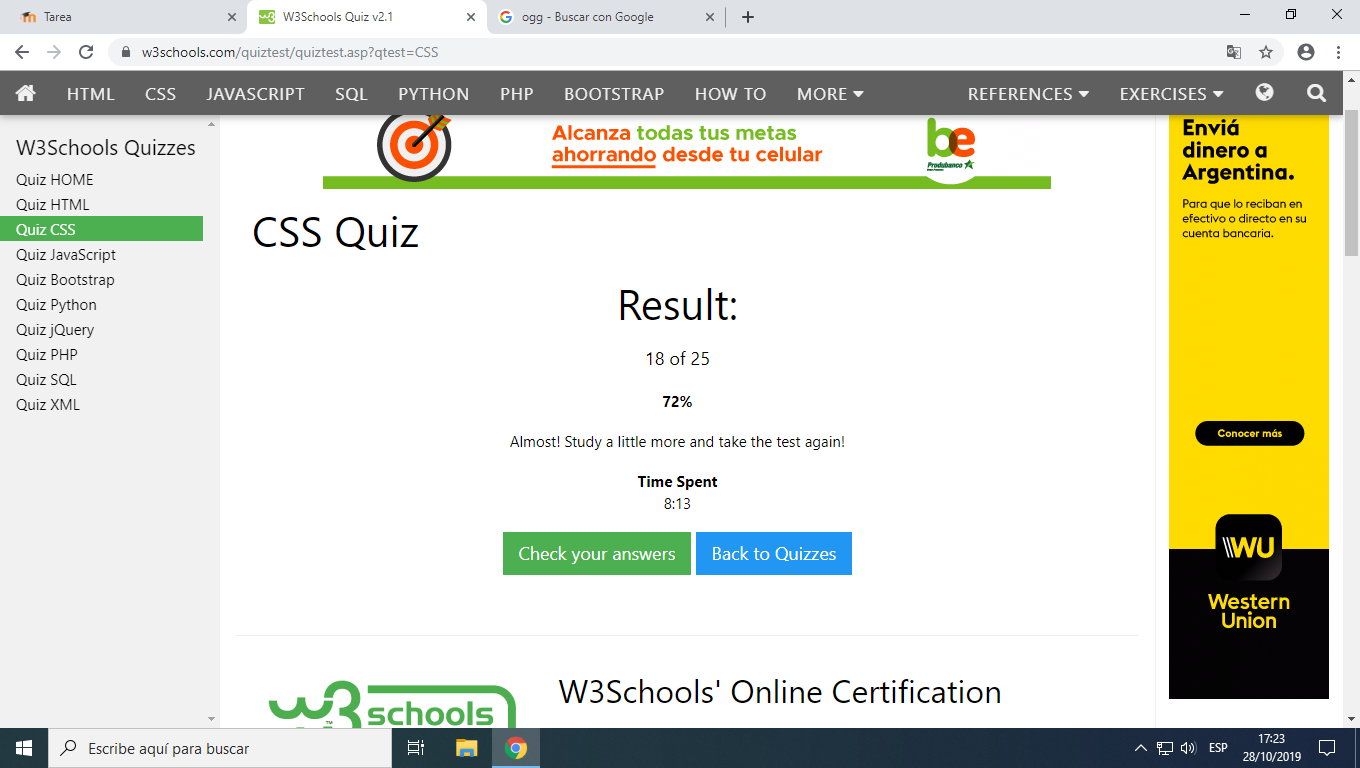 Tarea
W3Schools Quiz v2.1
ogg - Buscar con Google
w3schools.com/quiztest/quiztest.asp?qtest=CSS
HTML CSS JAVASCRIPT SQL PYTHON PHP BOOTSTRAP HOW TO MORE REFERENCES EXERCISES
W3Schools Quizzes
Quiz HOME
Quiz HTML
Quiz CSS
Quiz JavaScript
Quiz Bootstrap
Quiz Python
Quiz jQuery
Quiz PHP
Quiz SQL
Quiz XML
Alcanza todas tus metas
ahorrando desde tu celular
be
Produbanco
CSS Quiz
Result:
18 of 25
72%
Almost! Study a little more and take the test again!
Time Spent
8:13
Check your answers
Back to Quizzes
w3schools
TM
W3Schools' Online Certification
Enviá
dinero a
Argentina.
Para que lo reciban en
efectivo o directo en su
cuenta bancaria.
Conocer más
WU
Western
Union
Escribe aquí para buscar
ESP
17:23
28/10/2019